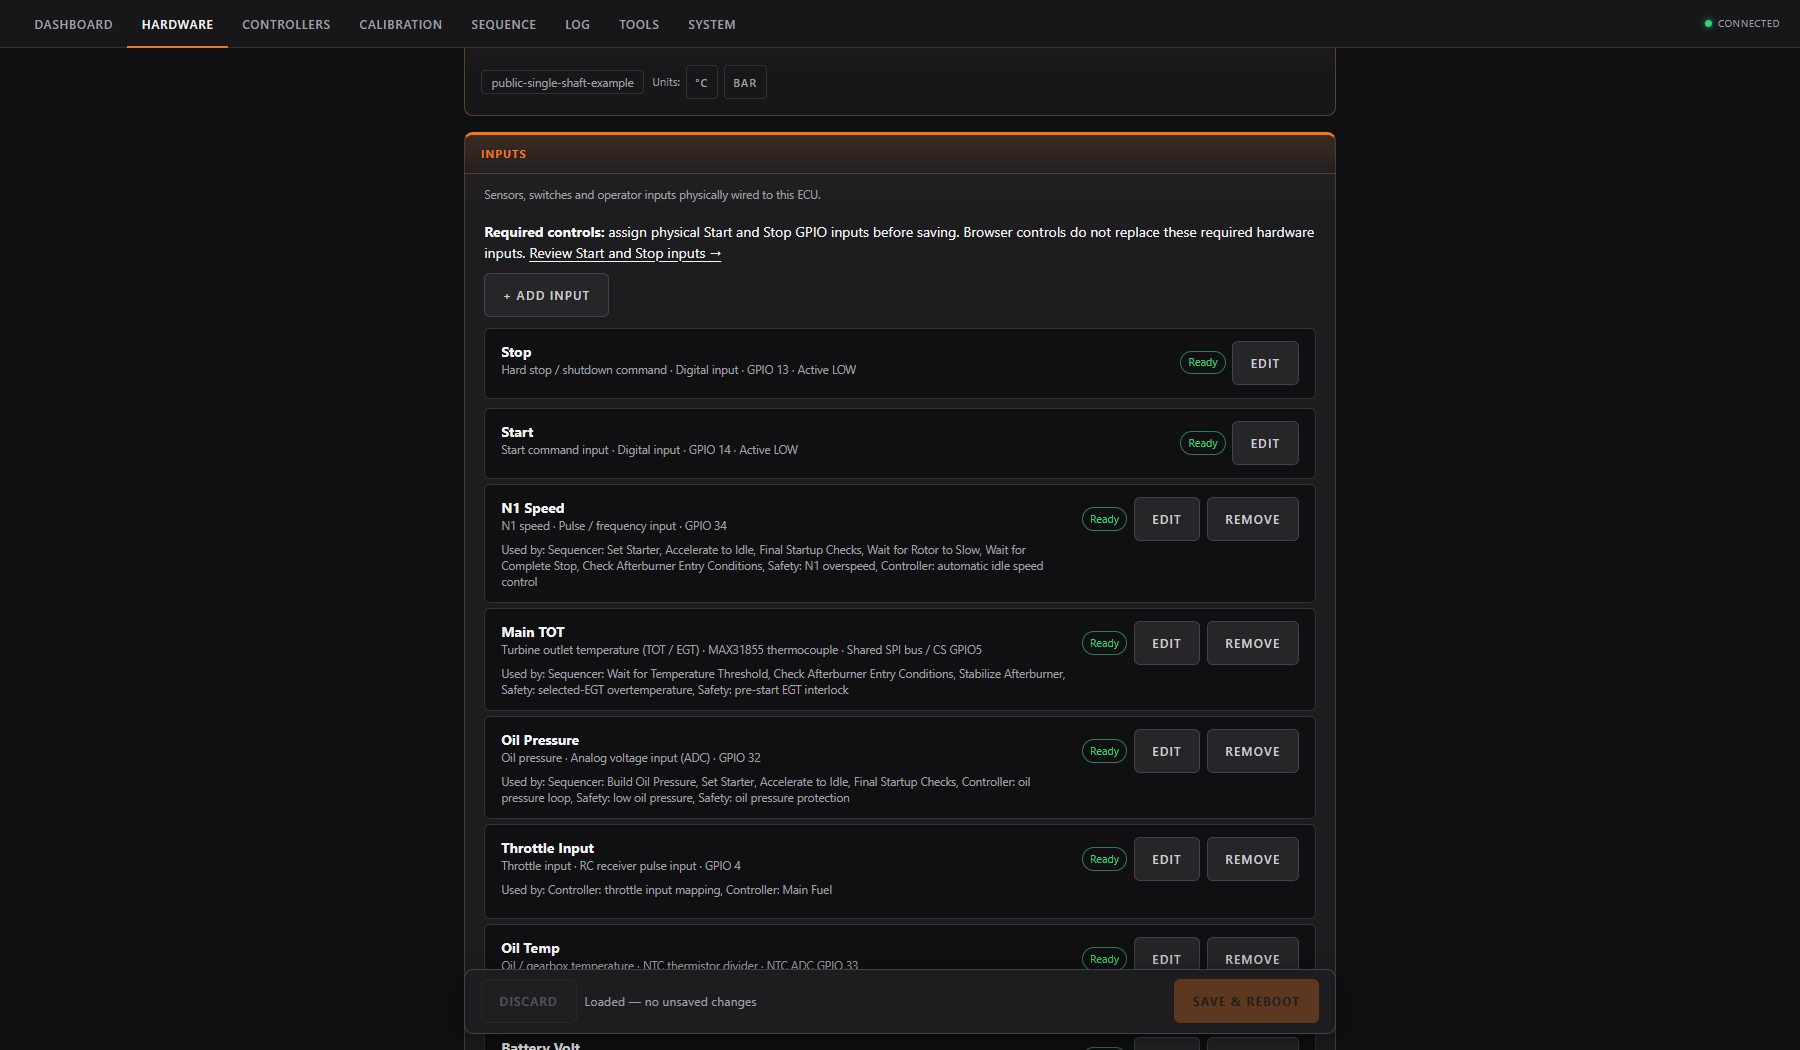 DASHBOARD HARDWARE CONTROLLERS CALIBRATION SEQUENCE LOG TOOLS SYSTEM CONNECTED
public-single-shaft-example Units: °C BAR
INPUTS
Sensors, switches and operator inputs physically wired to this ECU.
Required controls: assign physical Start and Stop GPIO inputs before saving. Browser controls do not replace these required hardware
inputs. Review Start and Stop inputs →
+ ADD INPUT
Stop
Hard stop / shutdown command · Digital input · GPIO 13 · Active LOW
Ready EDIT
Start
Start command input · Digital input · GPIO 14 · Active LOW
Ready EDIT
N1 Speed
N1 speed · Pulse / frequency input · GPIO 34
Used by: Sequencer: Set Starter, Accelerate to Idle, Final Startup Checks, Wait for Rotor to Slow, Wait for
Complete Stop, Check Afterburner Entry Conditions, Safety: N1 overspeed, Controller: automatic idle speed
control
Ready EDIT REMOVE
Main TOT
Turbine outlet temperature (TOT / EGT) · MAX31855 thermocouple · Shared SPI bus / CS GPIO5
Used by: Sequencer: Wait for Temperature Threshold, Check Afterburner Entry Conditions, Stabilize Afterburner,
Safety: selected-EGT overtemperature, Safety: pre-start EGT interlock
Ready EDIT REMOVE
Oil Pressure
Oil pressure · Analog voltage input (ADC) · GPIO 32
Used by: Sequencer: Build Oil Pressure, Set Starter, Accelerate to Idle, Final Startup Checks, Controller: oil
pressure loop, Safety: low oil pressure, Safety: oil pressure protection
Ready EDIT REMOVE
Throttle Input
Throttle input · RC receiver pulse input · GPIO 4
Used by: Controller: throttle input mapping, Controller: Main Fuel
Ready EDIT REMOVE
Oil Temp
Oil / gearbox temperature · NTC thermistor divider · NTC ADC GPIO 33
Ready EDIT REMOVE
DISCARD Loaded — no unsaved changes SAVE & REBOOT
Battery Volt